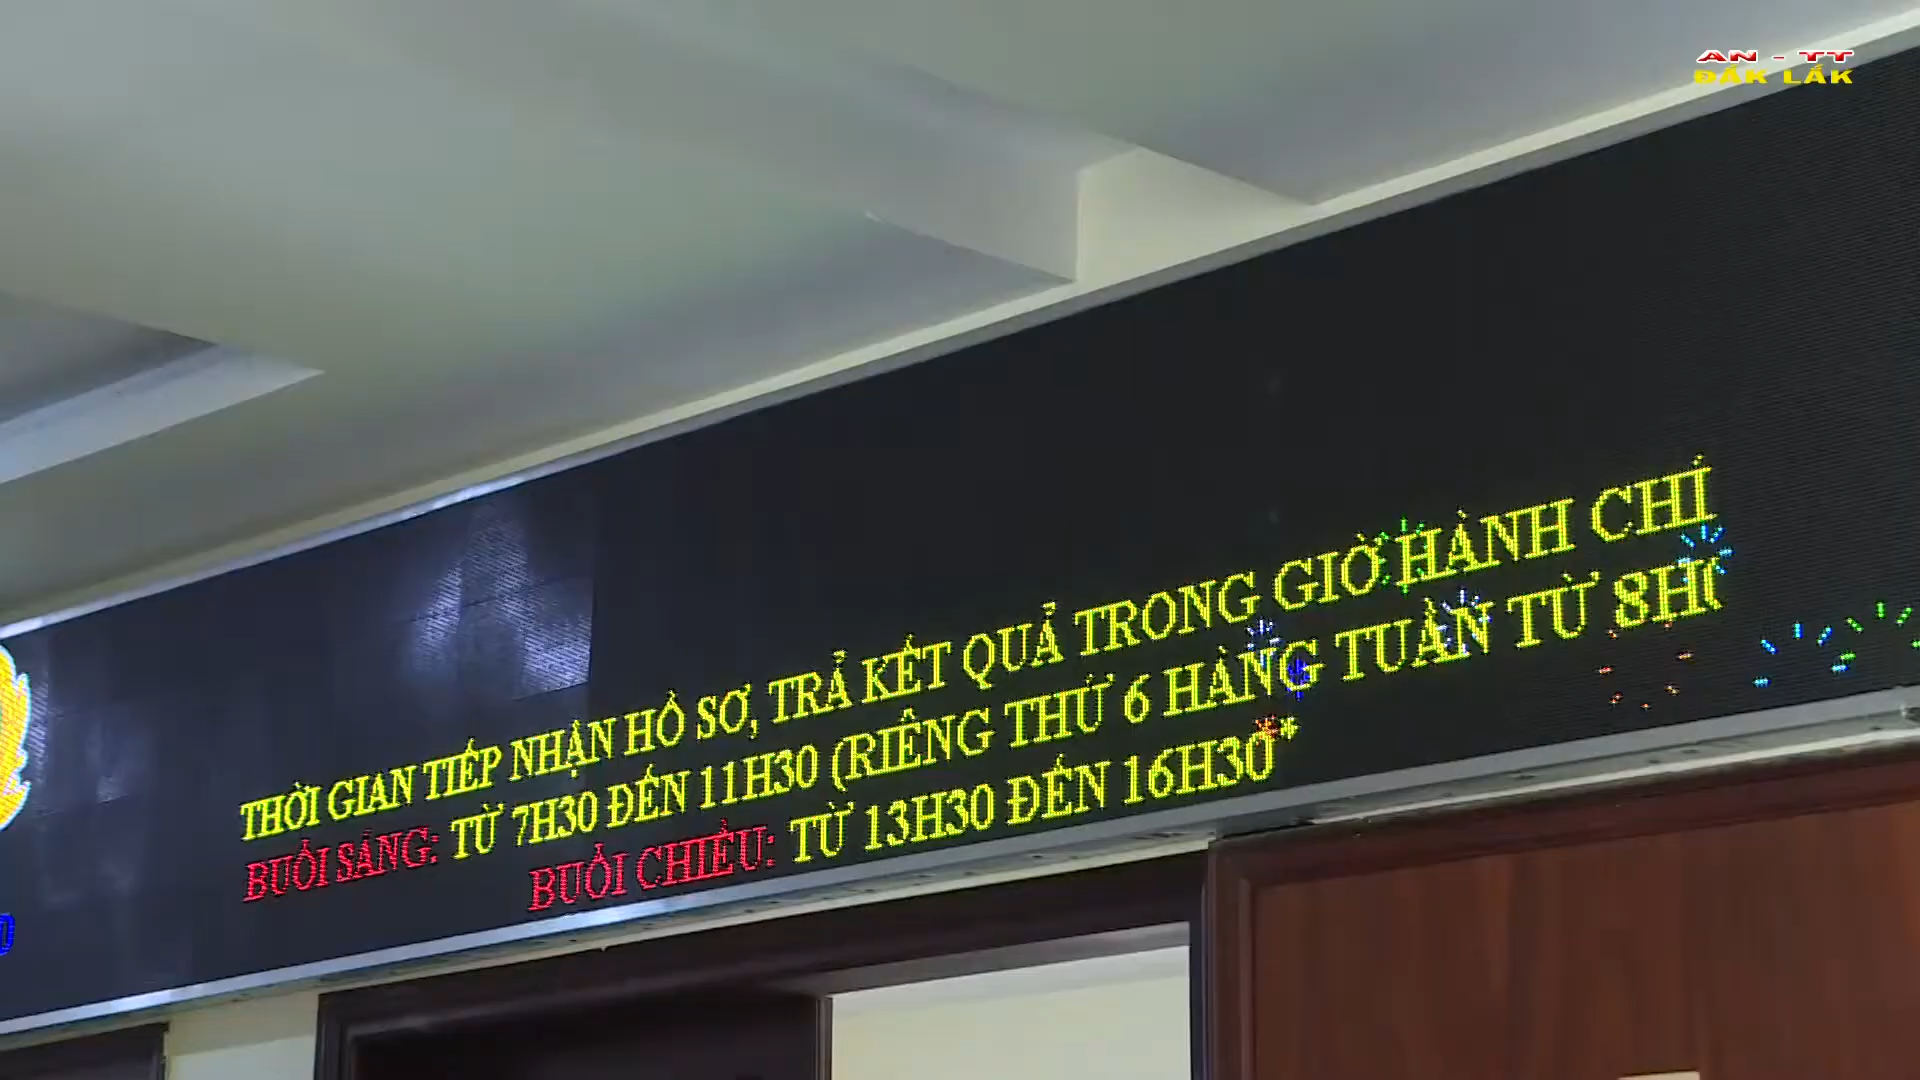 AN - TT
ĐẮK LẮK
THỜI GIAN TIẾP NHẬN HỒ SƠ, TRẢ KẾT QUẢ TRONG GIỜ HÀNH CHÍ
BUỔI SÁNG: TỪ 7H30 ĐẾN 11H30 (RIÊNG THỨ 6 HÀNG TUẦN TỪ 8H
BUỔI CHIỀU: TỪ 13H30 ĐẾN 16H30